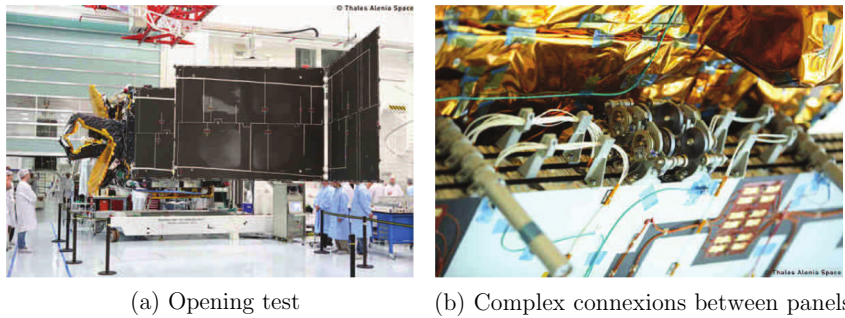 © Thales Alenia Space
© Thales Alenia Space
(a) Opening test
(b) Complex connexions between panels